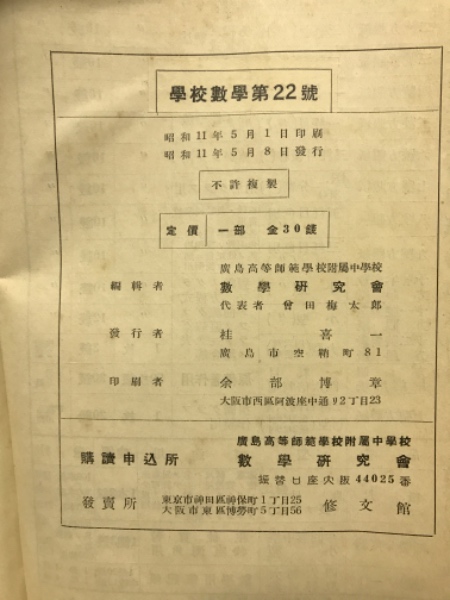 學校數學第22號
昭和11年5月1日印刷
昭和11年5月8日發行
不許複製
定價 一部 金30錢
廣島高等師範學校附屬中學校
編輯者 數學研究會
代表者 曾田梅太郎
發行者 桂喜一
廣島市空鞘町81
印刷者 余部博章
大阪市西區阿波座中通り2丁目23
廣島高等師範學校附屬中學校
購讀申込所 數學研究會
振替口座大阪44025番
東京市神田區神保町1丁目25
發賣所 修文館
大阪市東區博勞町5丁目56